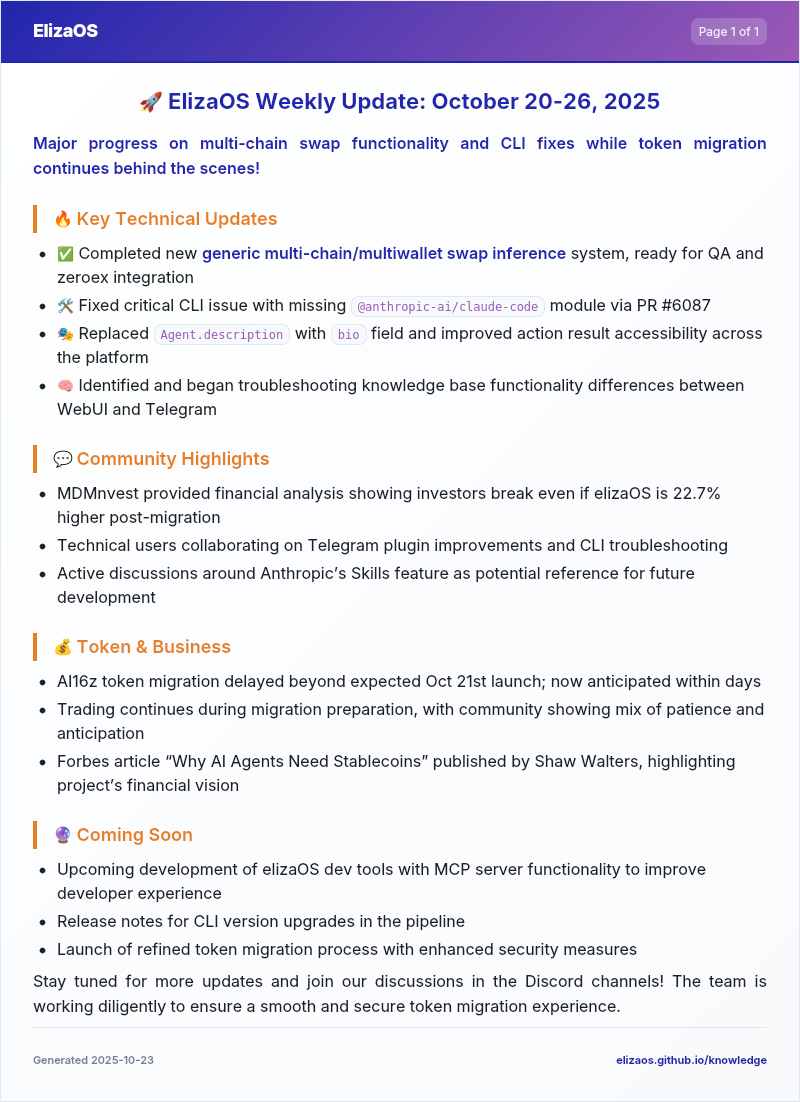 ElizaOS
Page 1 of 1
🚀 ElizaOS Weekly Update: October 20-26, 2025
Major progress on multi-chain swap functionality and CLI fixes while token migration
continues behind the scenes!
🔥 Key Technical Updates
• ✅ Completed new generic multi-chain/multiwallet swap inference system, ready for QA and
zeroex integration
• 🛠️ Fixed critical CLI issue with missing @anthropic-ai/claude-code module via PR #6087
• 🎭 Replaced Agent.description with bio field and improved action result accessibility across
the platform
• 🧠 Identified and began troubleshooting knowledge base functionality differences between
WebUI and Telegram
💬 Community Highlights
• MDMnvest provided financial analysis showing investors break even if elizaOS is 22.7%
higher post-migration
• Technical users collaborating on Telegram plugin improvements and CLI troubleshooting
• Active discussions around Anthropic’s Skills feature as potential reference for future
development
💰 Token & Business
• AI16z token migration delayed beyond expected Oct 21st launch; now anticipated within days
• Trading continues during migration preparation, with community showing mix of patience and
anticipation
• Forbes article “Why AI Agents Need Stablecoins” published by Shaw Walters, highlighting
project’s financial vision
🔮 Coming Soon
• Upcoming development of elizaOS dev tools with MCP server functionality to improve
developer experience
• Release notes for CLI version upgrades in the pipeline
• Launch of refined token migration process with enhanced security measures
Stay tuned for more updates and join our discussions in the Discord channels! The team is
working diligently to ensure a smooth and secure token migration experience.
Generated 2025-10-23
elizaos.github.io/knowledge